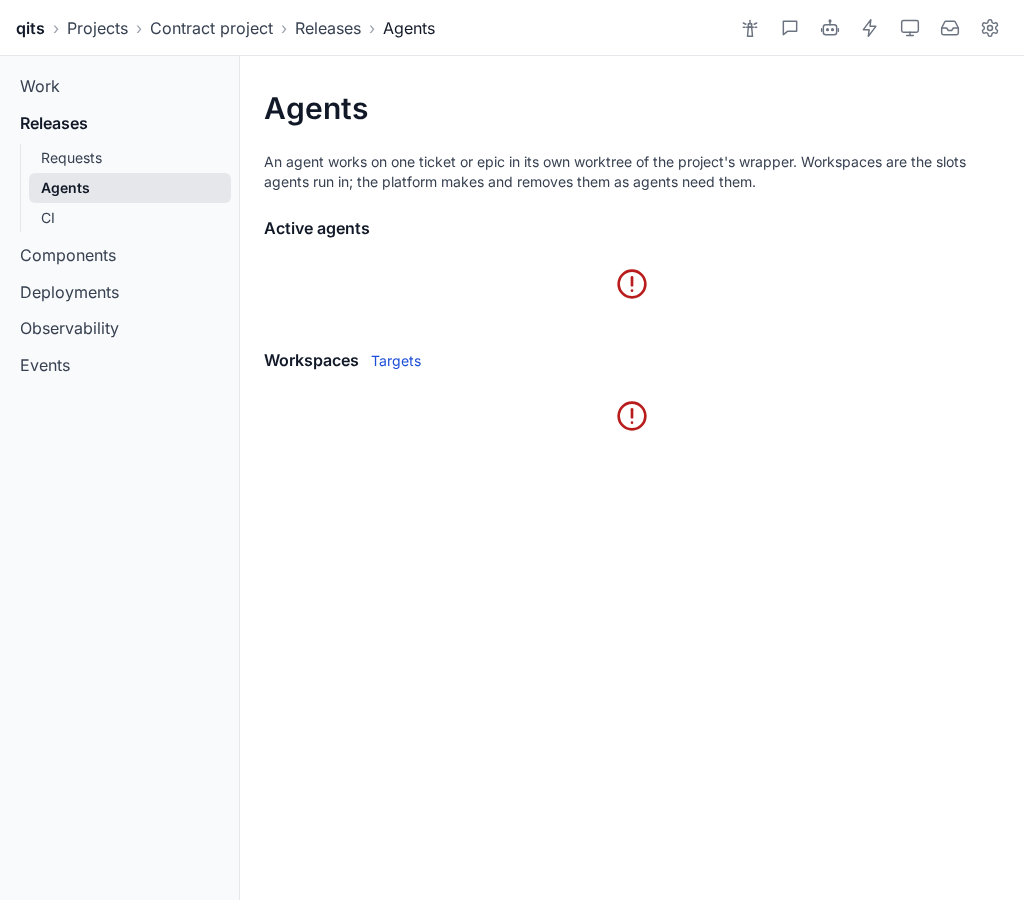 qits › Projects › Contract project › Releases › Agents
Work
Releases
Requests
Agents
CI
Components
Deployments
Observability
Events
Agents
An agent works on one ticket or epic in its own worktree of the project's wrapper. Workspaces are the slots
agents run in; the platform makes and removes them as agents need them.
Active agents
Workspaces Targets